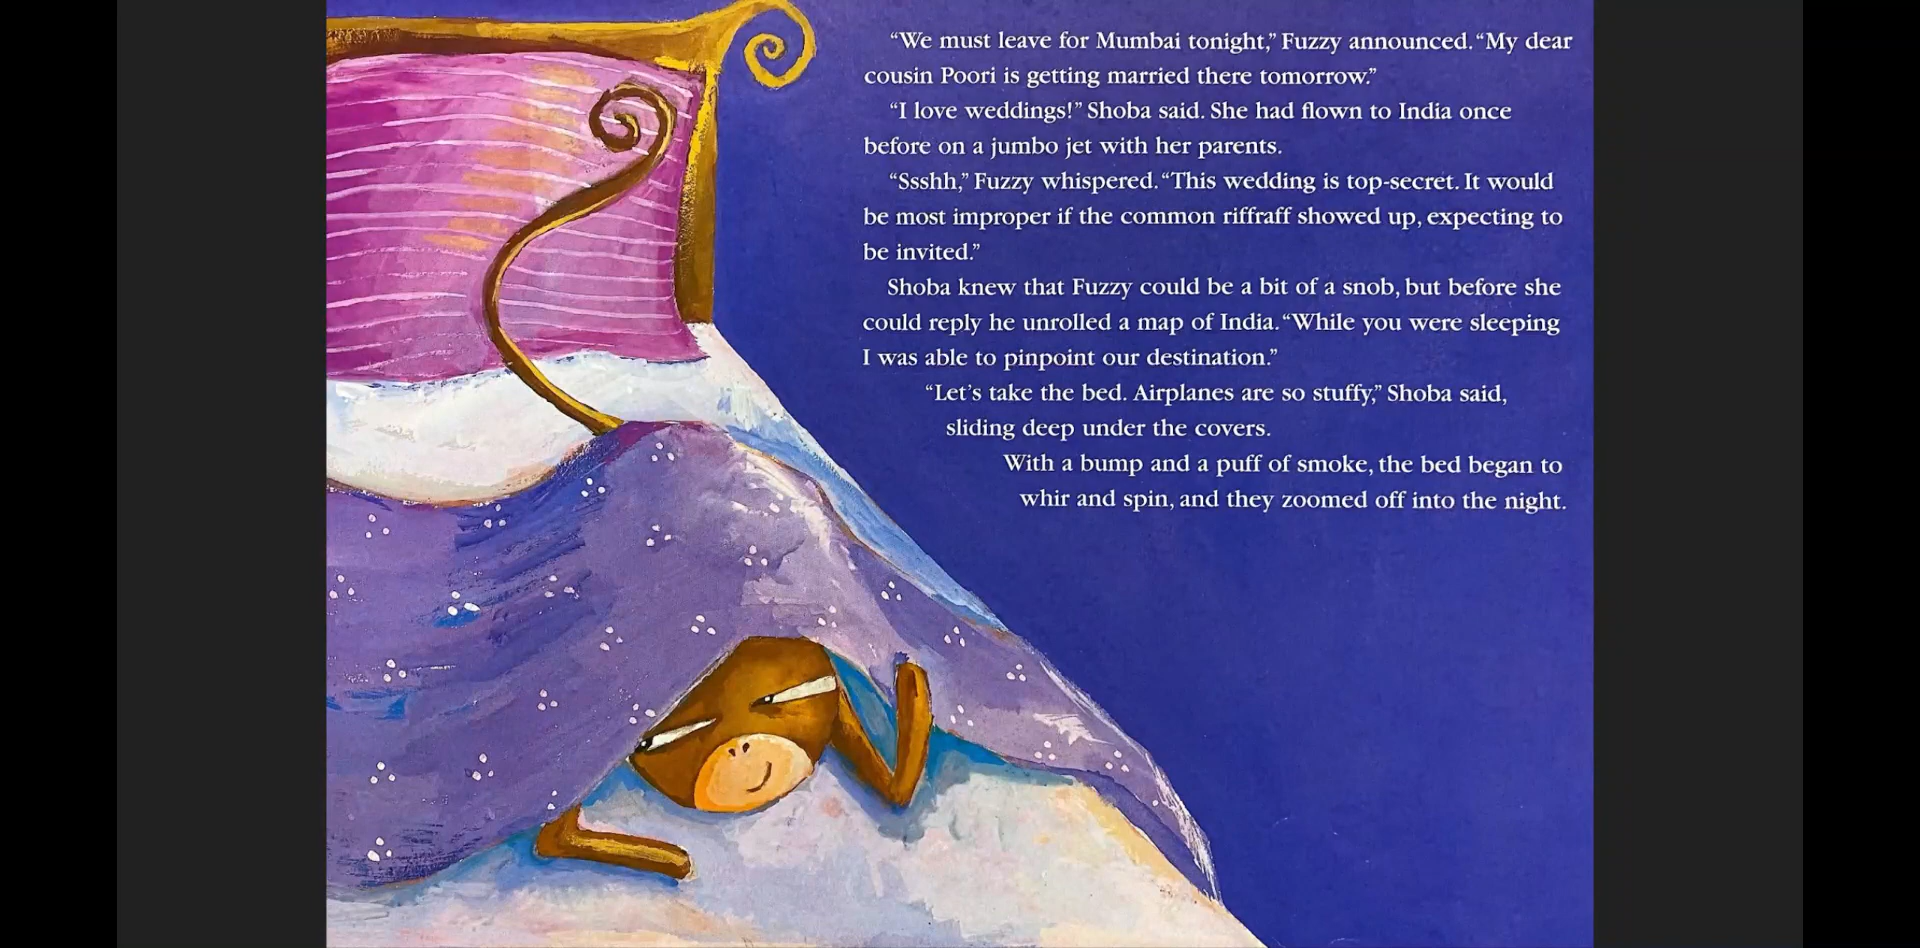 “We must leave for Mumbai tonight,” Fuzzy announced. “My dear
cousin Poori is getting married there tomorrow.”
“I love weddings!” Shoba said. She had flown to India once
before on a jumbo jet with her parents.
“Ssshh,” Fuzzy whispered. “This wedding is top-secret. It would
be most improper if the common riffraff showed up, expecting to
be invited.”
Shoba knew that Fuzzy could be a bit of a snob, but before she
could reply he unrolled a map of India. “While you were sleeping
I was able to pinpoint our destination.”
“Let’s take the bed. Airplanes are so stuffy,” Shoba said,
sliding deep under the covers.
With a bump and a puff of smoke, the bed began to
whir and spin, and they zoomed off into the night.